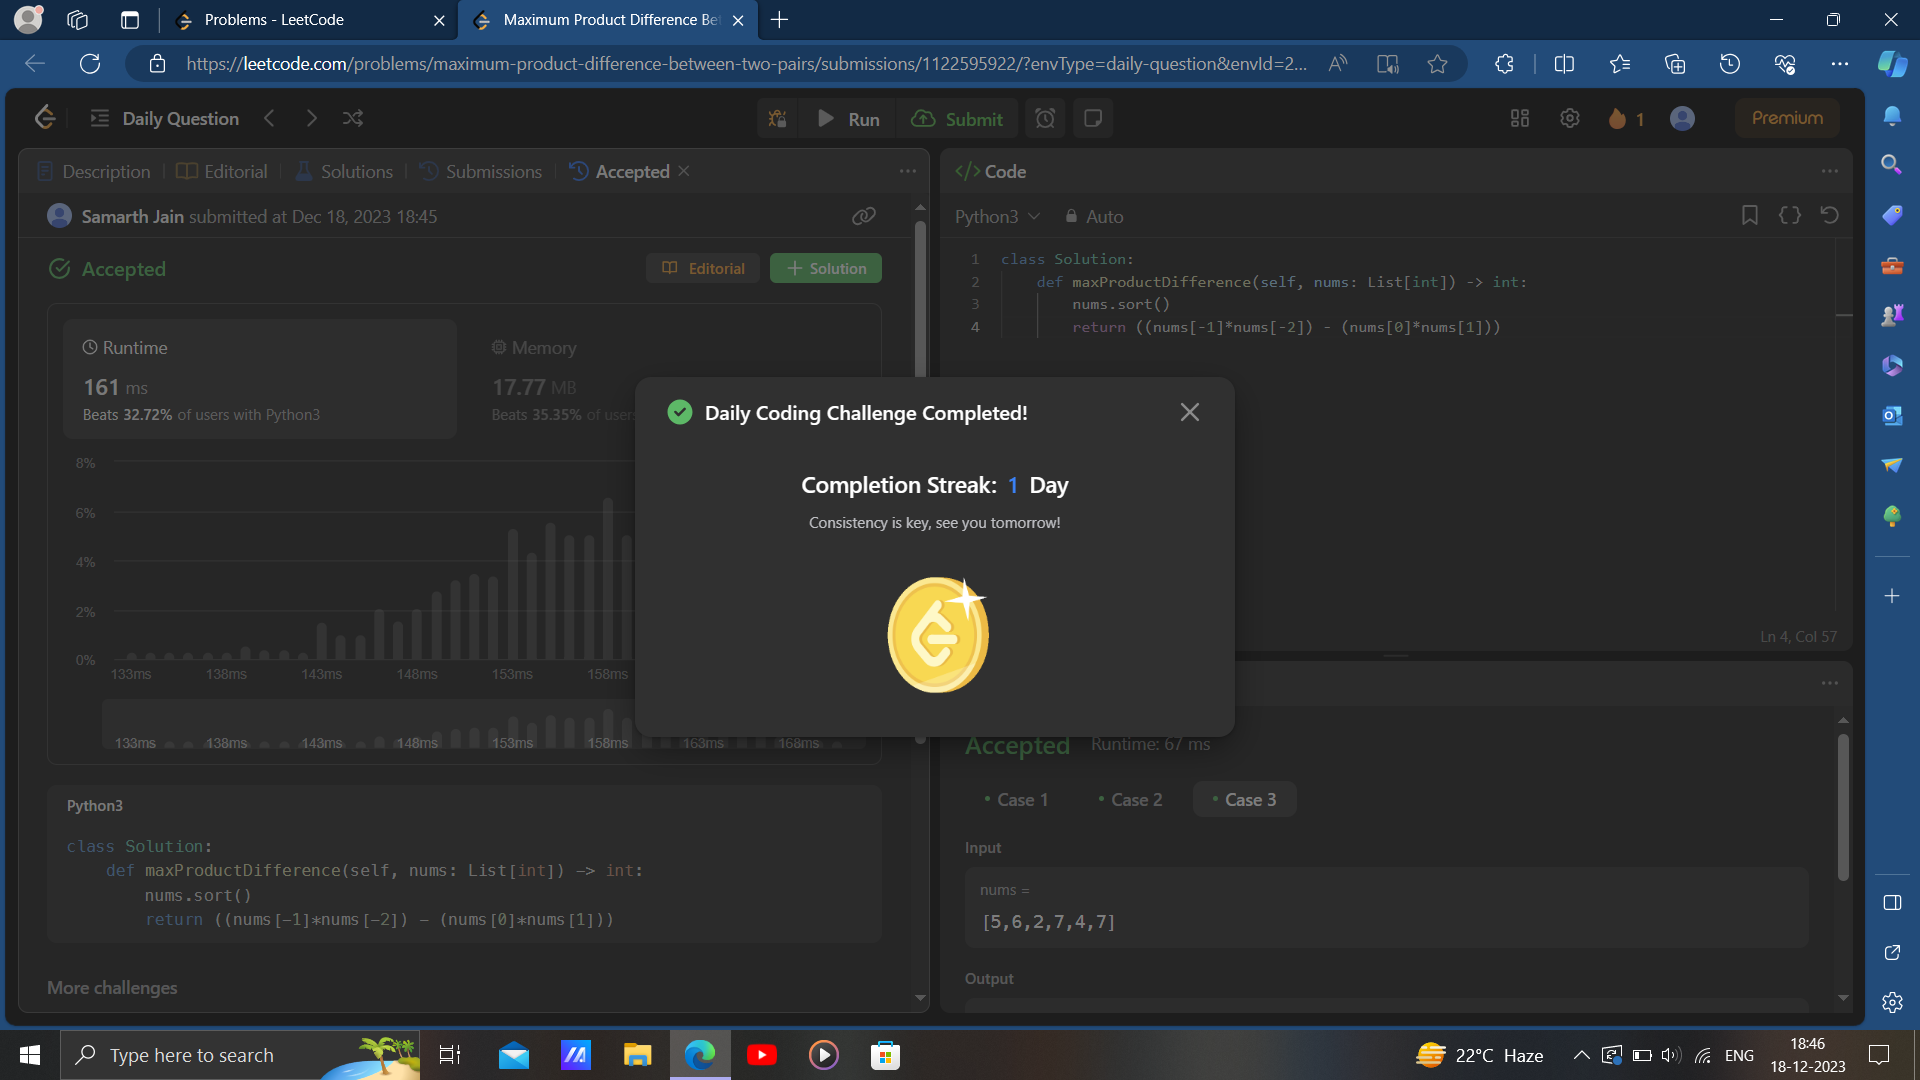 Problems - LeetCode
Maximum Product Difference Be
https://leetcode.com/problems/maximum-product-difference-between-two-pairs/submissions/1122595922/?envType=daily-question&envId=2...
Daily Question
Run
Submit
1
Premium
Description
Editorial
Solutions
Submissions
Accepted
Samarth Jain submitted at Dec 18, 2023 18:45
Accepted
Editorial
Solution
Runtime
161 ms
Beats 32.72% of users with Python3
Memory
17.77 MB
Beats 35.35% of users
8%
6%
4%
2%
0%
133ms 138ms 143ms 148ms 153ms 158ms
133ms 138ms 143ms 148ms 153ms 158ms 163ms 168ms
Python3
class Solution:
def maxProductDifference(self, nums: List[int]) -> int:
nums.sort()
return ((nums[-1]*nums[-2]) - (nums[0]*nums[1]))
More challenges
</> Code
Python3
Auto
1 class Solution:
2 def maxProductDifference(self, nums: List[int]) -> int:
3 nums.sort()
4 return ((nums[-1]*nums[-2]) - (nums[0]*nums[1]))
Ln 4, Col 57
Daily Coding Challenge Completed!
Completion Streak: 1 Day
Consistency is key, see you tomorrow!
Accepted
Runtime: 67 ms
Case 1
Case 2
Case 3
Input
nums =
[5,6,2,7,4,7]
Output
Type here to search
22°C Haze
ENG
18:46
18-12-2023